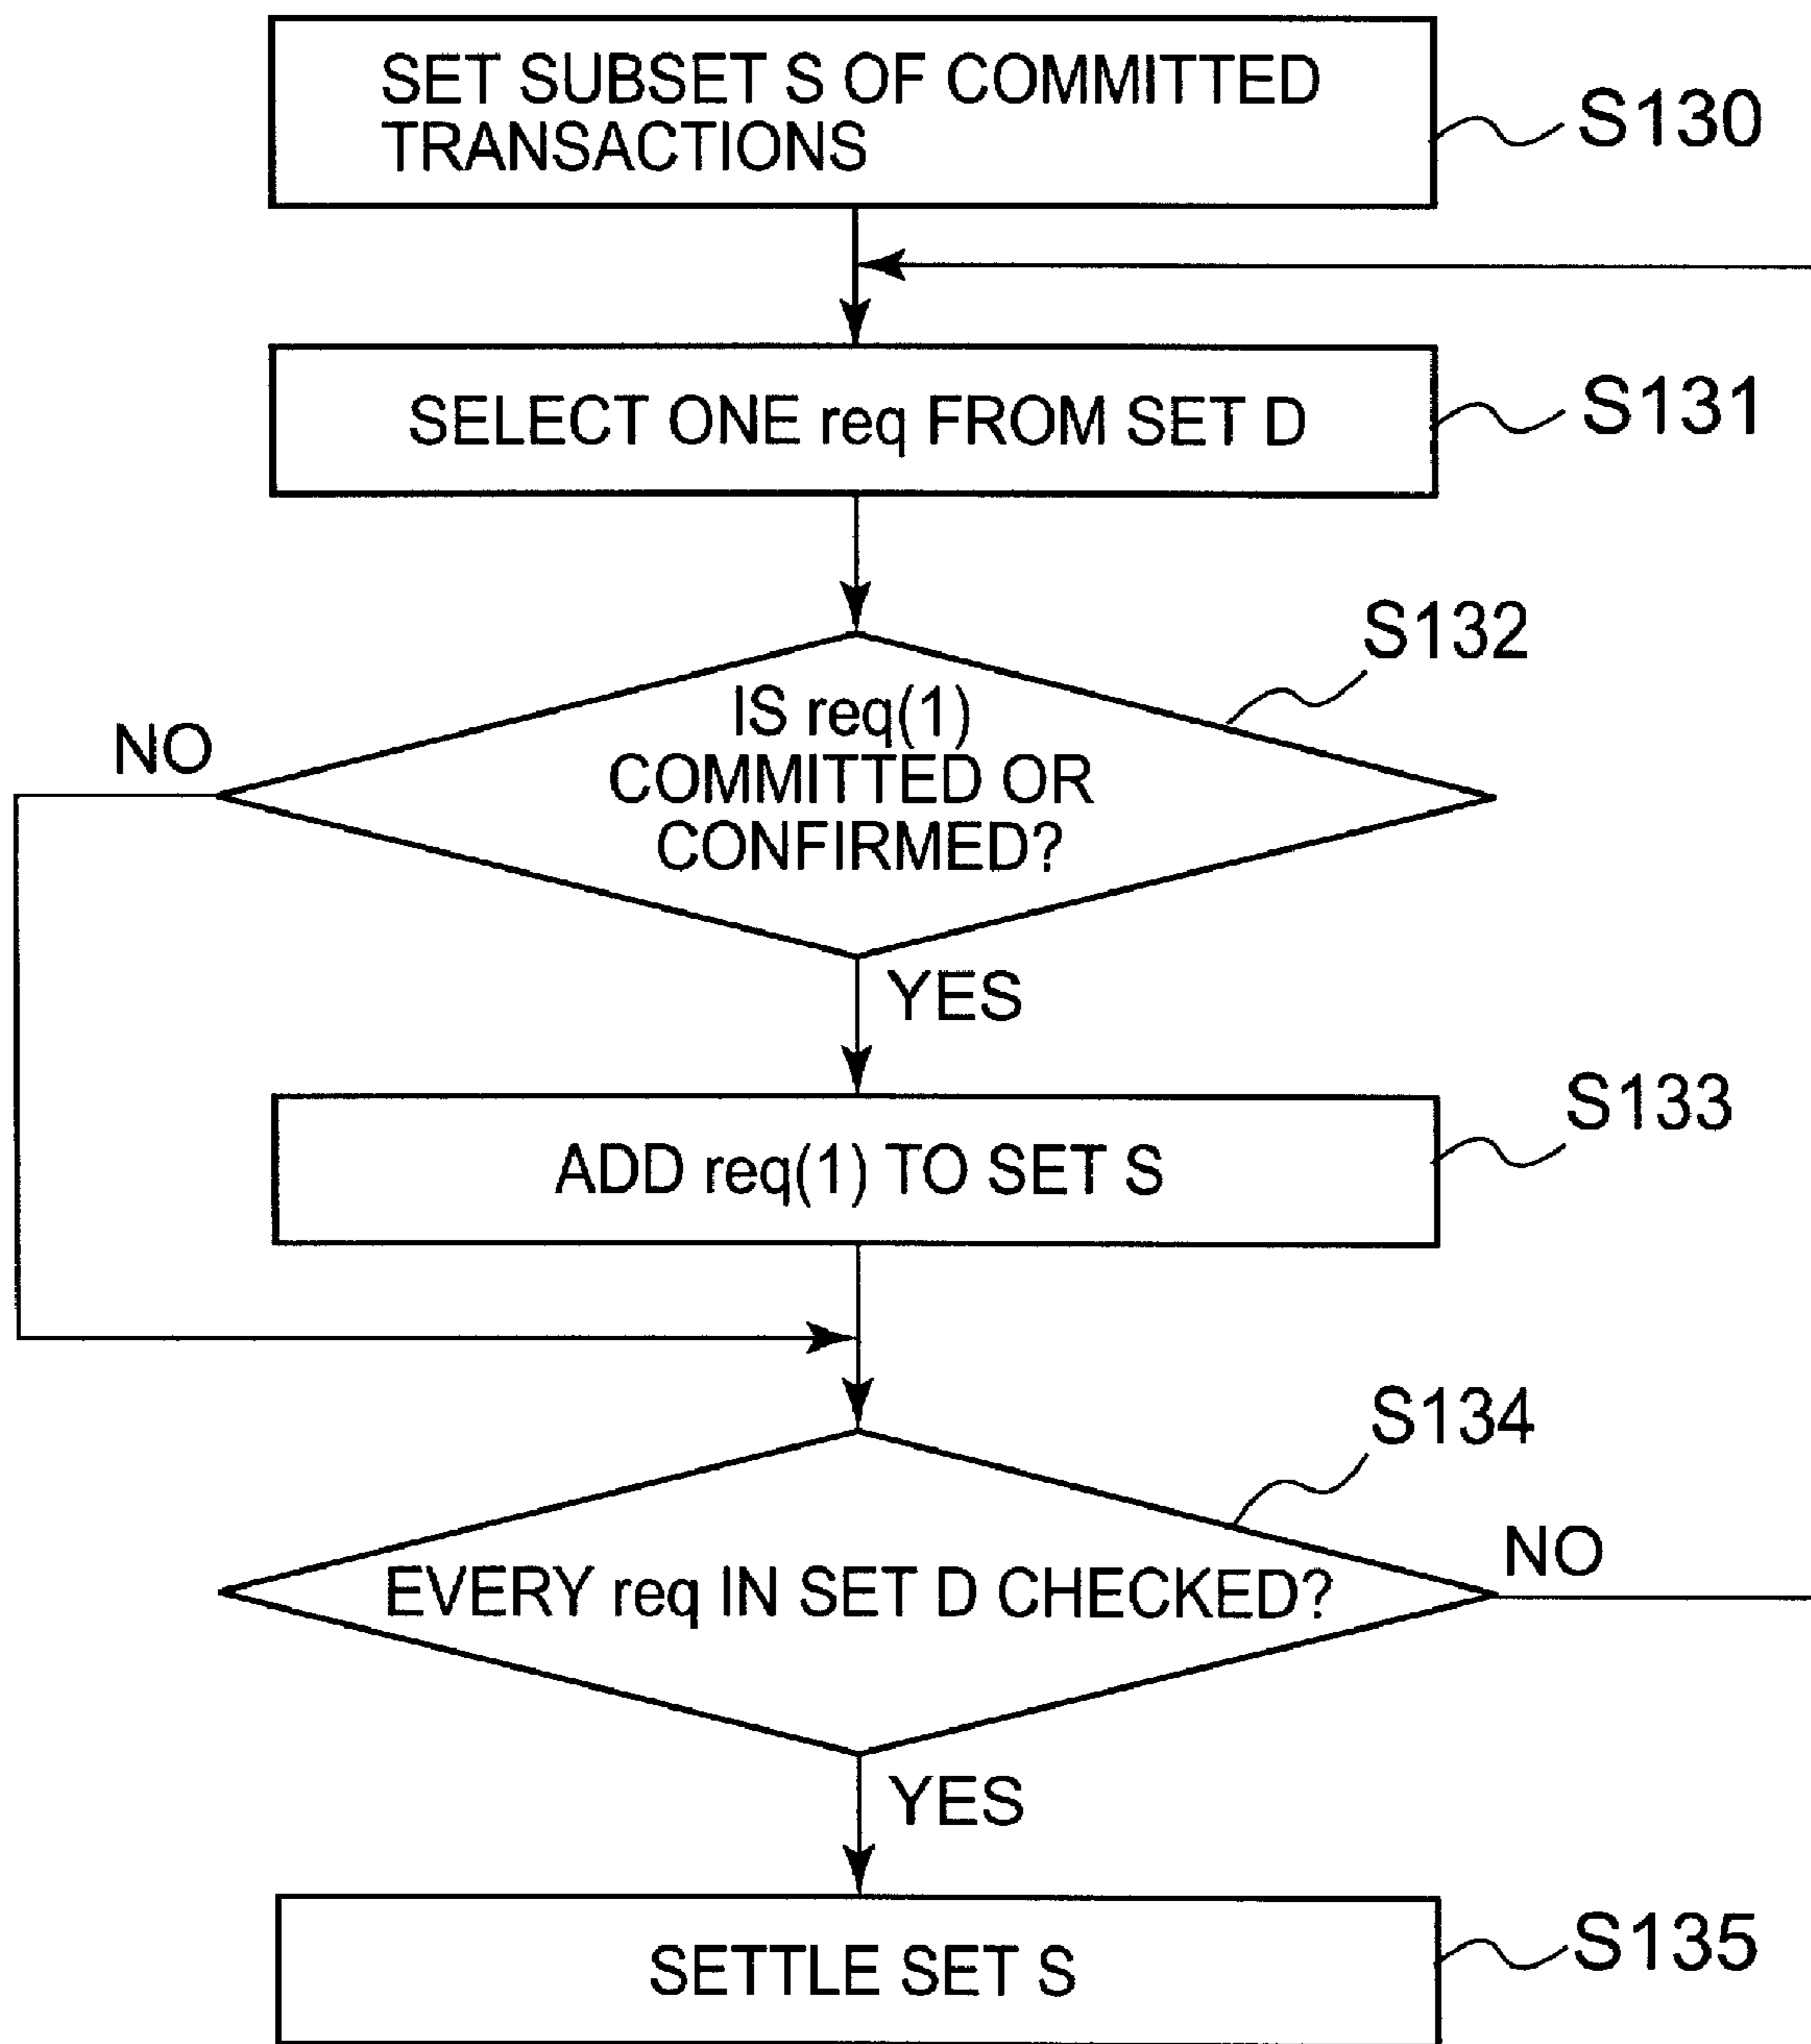 SET SUBSET S OF COMMITTED
TRANSACTIONS
S130
SELECT ONE req FROM SET D
S131
S132
IS req(1)
COMMITTED OR
CONFIRMED?
NO
YES
S133
ADD req(1) TO SET S
S134
EVERY req IN SET D CHECKED?
NO
YES
SETTLE SET S
S135